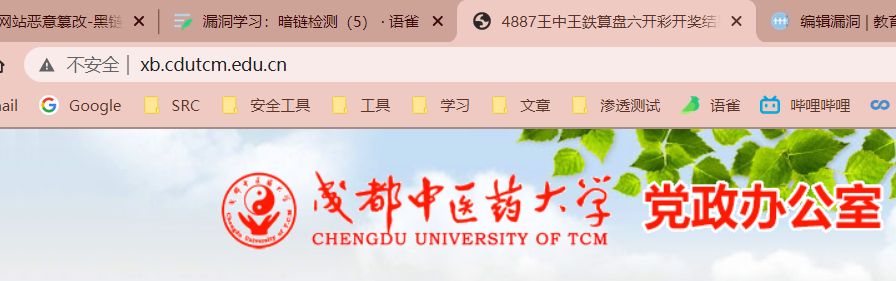 网站恶意篡改-黑链 漏洞学习：暗链检测（5） · 语雀 4887王中王鉄算盘六开彩开奖结 编辑漏洞 | 教育
不安全 | xb.cdutcm.edu.cn
ail Google SRC 安全工具 工具 学习 文章 渗透测试 语雀 哔哩哔哩
成都中医药大学 党政办公室
CHENGDU UNIVERSITY OF TCM